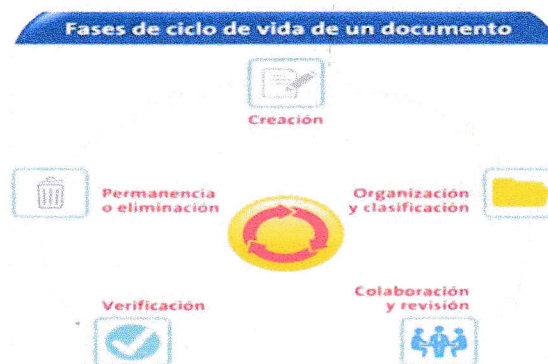 Fases de ciclo de vida de un documento
Creación
Permanencia
o eliminación
Organización
y clasificación
Verificación
Colaboración
y revisión